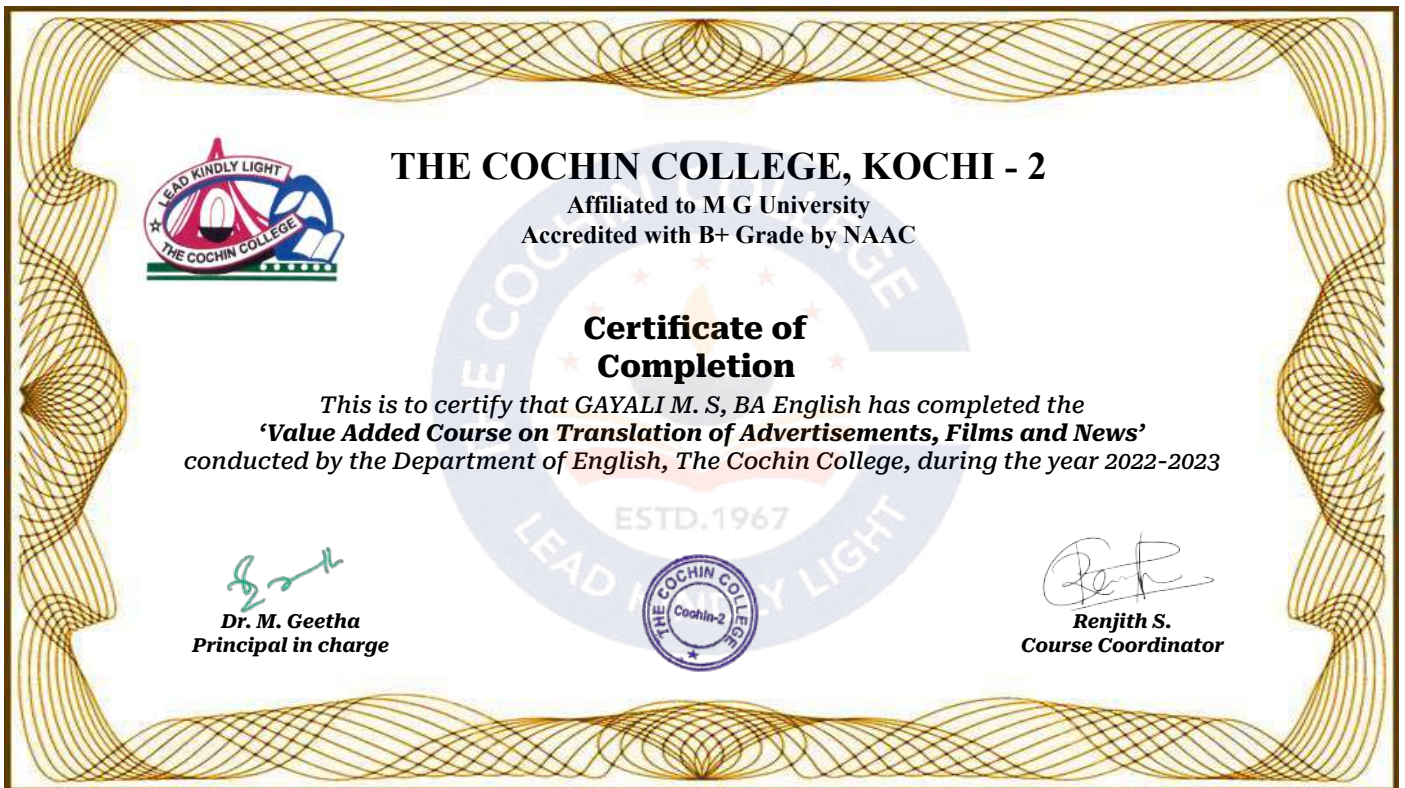 LEAD KINDLY LIGHT
THE COCHIN COLLEGE
THE COCHIN COLLEGE, KOCHI - 2
Affiliated to M G University
Accredited with B+ Grade by NAAC
THE COCHIN COLLEGE
Certificate of
Completion
This is to certify that GAYALI M. S, BA English has completed the
‘Value Added Course on Translation of Advertisements, Films and News’
conducted by the Department of English, The Cochin College, during the year 2022-2023
ESTD.1967
LEAD KINDLY LIGHT
Dr. M. Geetha
Principal in charge
THE COCHIN COLLEGE
Cochin-2
Renjith S.
Course Coordinator